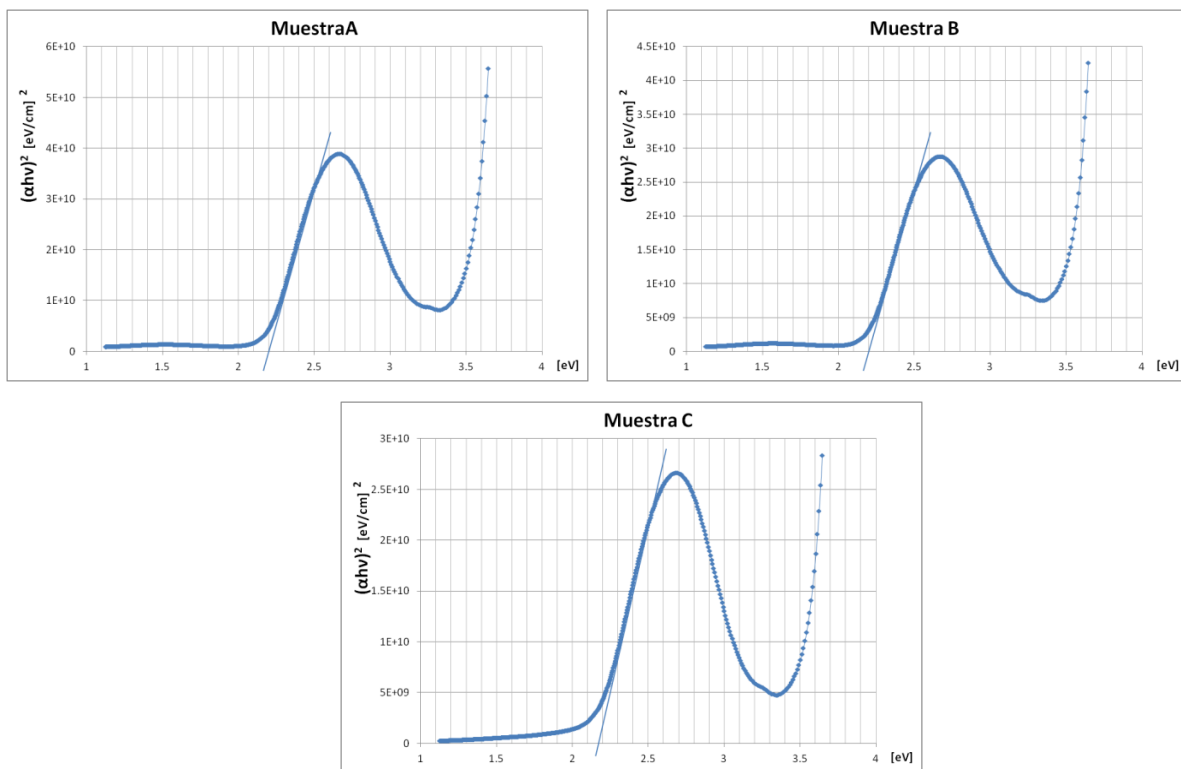 MuestraA
(αhν)² [eV/cm] ²
6E+10
5E+10
4E+10
3E+10
2E+10
1E+10
0
1 1.5 2 2.5 3 3.5 4 [eV]
Muestra B
(αhν)² [eV/cm] ²
4.5E+10
4E+10
3.5E+10
3E+10
2.5E+10
2E+10
1.5E+10
1E+10
5E+09
0
1 1.5 2 2.5 3 3.5 4 [eV]
Muestra C
(αhν)² [eV/cm] ²
3E+10
2.5E+10
2E+10
1.5E+10
1E+10
5E+09
0
1 1.5 2 2.5 3 3.5 4 [eV]